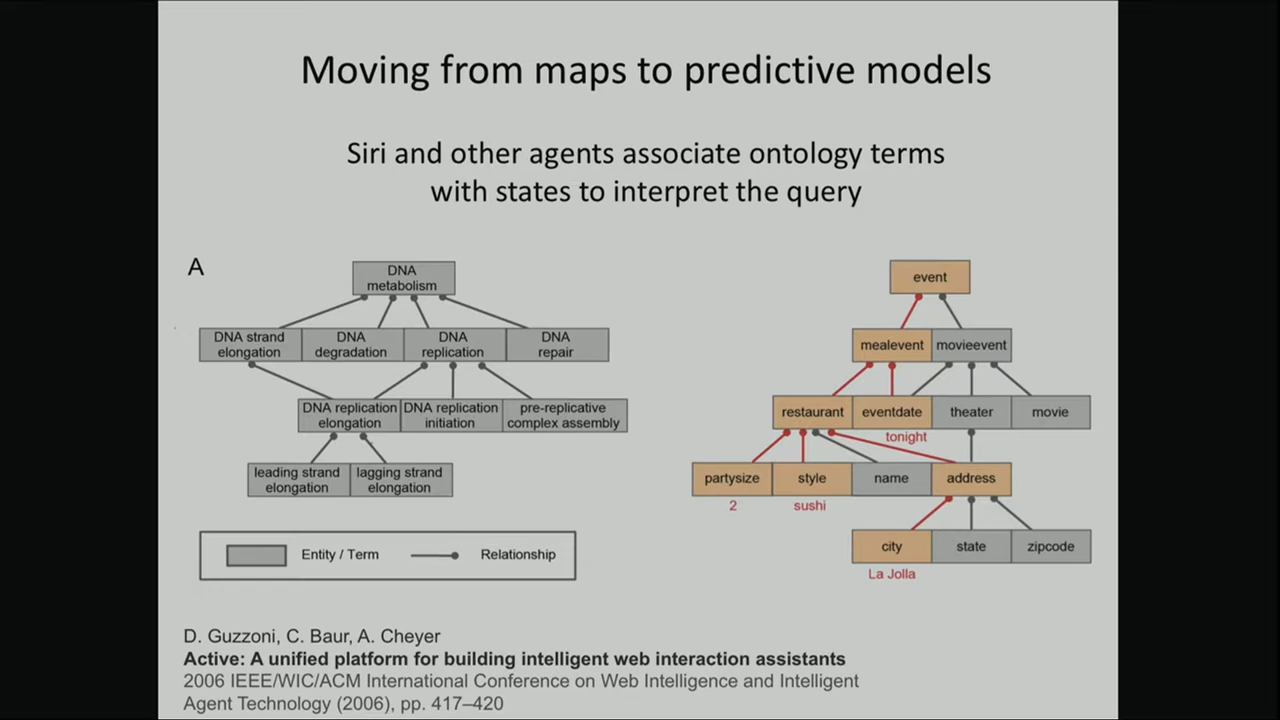 Moving from maps to predictive models
Siri and other agents associate ontology terms
with states to interpret the query
A
DNA
metabolism
DNA strand
elongation
DNA
degradation
DNA
replication
DNA
repair
DNA replication
elongation
DNA replication
initiation
pre-replicative
complex assembly
leading strand
elongation
lagging strand
elongation
Entity / Term
Relationship
event
mealevent
movieevent
restaurant
eventdate
theater
movie
tonight
partysize
style
name
address
2
sushi
city
state
zipcode
La Jolla
D. Guzzoni, C. Baur, A. Cheyer
Active: A unified platform for building intelligent web interaction assistants
2006 IEEE/WIC/ACM International Conference on Web Intelligence and Intelligent
Agent Technology (2006), pp. 417–420